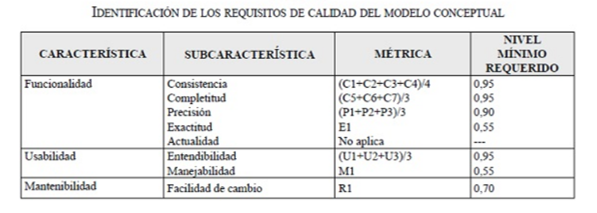 IDENTIFICACIÓN DE LOS REQUISITOS DE CALIDAD DEL MODELO CONCEPTUAL
CARACTERÍSTICA SUBCARACTERÍSTICA MÉTRICA NIVEL MÍNIMO REQUERIDO
Funcionalidad Consistencia (C1+C2+C3+C4)/4 0,95
Completitud (C5+C6+C7)/3 0,95
Precisión (P1+P2+P3)/3 0,90
Exactitud E1 0,55
Actualidad No aplica ---
Usabilidad Entendibilidad (U1+U2+U3)/3 0,95
Manejabilidad M1 0,55
Mantenibilidad Facilidad de cambio R1 0,70